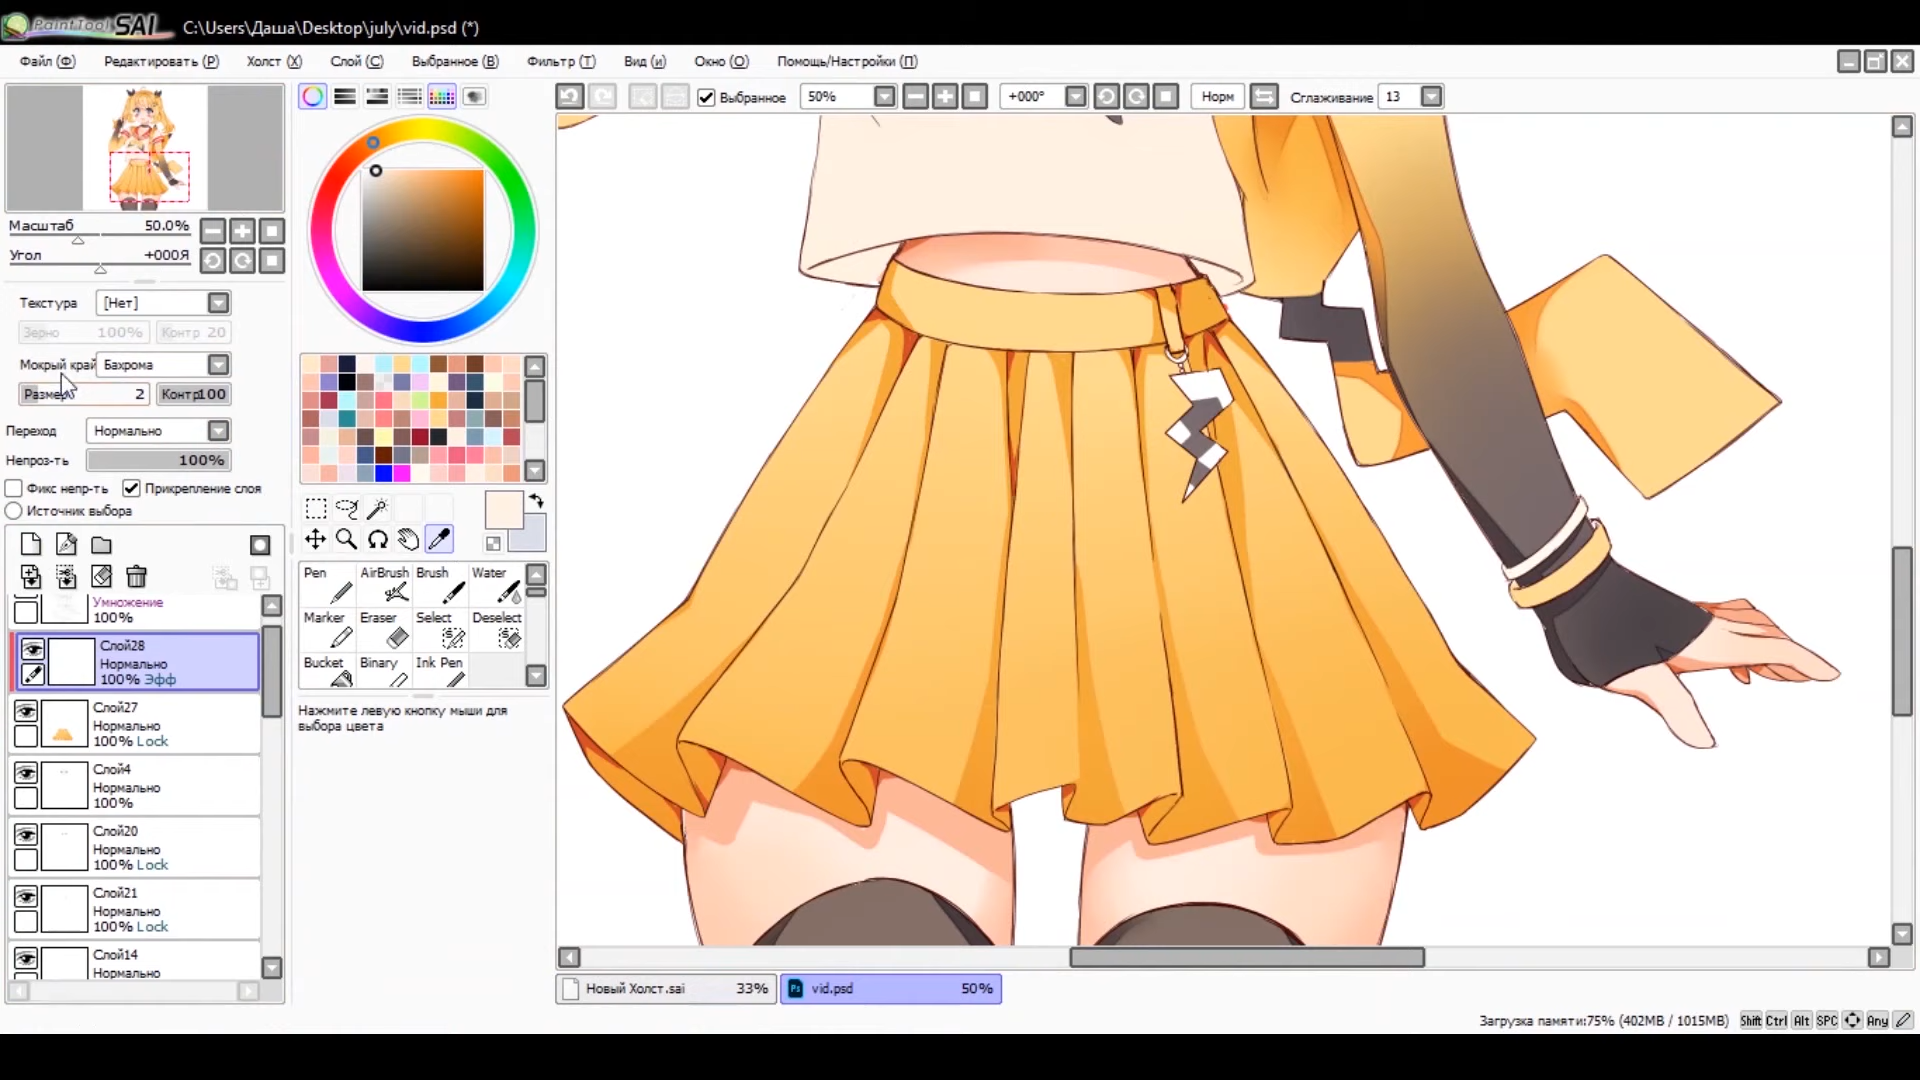 PaintTool SAI C:\Users\Даша\Desktop\july\vid.psd (*)
Файл (Ф) Редактировать (Р) Холст (Х) Слой (С) Выбранное (В) Фильтр (Т) Вид (и) Окно (О) Помощь/Настройки (П)
Выбранное 50% +000° Норм Сглаживание 13
Масштаб 50.0%
Угол +000Я
Текстура [Нет]
Зерно 100% Контр 20
Мокрый край Бахрома
Размер 2 Контр100
Переход Нормально
Непроз-ть 100%
Фикс непр-ть Прикрепление слоя
Источник выбора
Умножение
100%
Слой28
Нормально
100% Эфф
Слой27
Нормально
100% Lock
Слой4
Нормально
100%
Слой20
Нормально
100% Lock
Слой21
Нормально
100% Lock
Слой14
Нормально
Pen AirBrush Brush Water
Marker Eraser Select Deselect
Bucket Binary Ink Pen
Нажмите левую кнопку мыши для
выбора цвета
Новый Холст.sai 33% Ps vid.psd 50%
Загрузка памяти:75% (402MB / 1015MB) Shift Ctrl Alt SPC Any